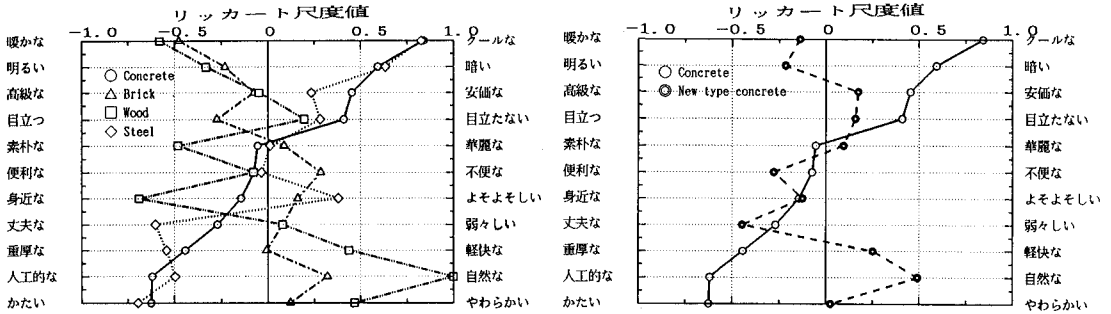 リッカート尺度値
-1.0 -0.5 0 0.5 1.0
暖かな クールな
明るい 暗い
高級な 安価な
目立つ 目立たない
素朴な 華麗な
便利な 不便な
身近な よそよそしい
丈夫な 弱々しい
重厚な 軽快な
人工的な 自然な
かたい やわらかい
Concrete
Brick
Wood
Steel
リッカート尺度値
-1.0 -0.5 0 0.5 1.0
暖かな クールな
明るい 暗い
高級な 安価な
目立つ 目立たない
素朴な 華麗な
便利な 不便な
身近な よそよそしい
丈夫な 弱々しい
重厚な 軽快な
人工的な 自然な
かたい やわらかい
Concrete
New type concrete